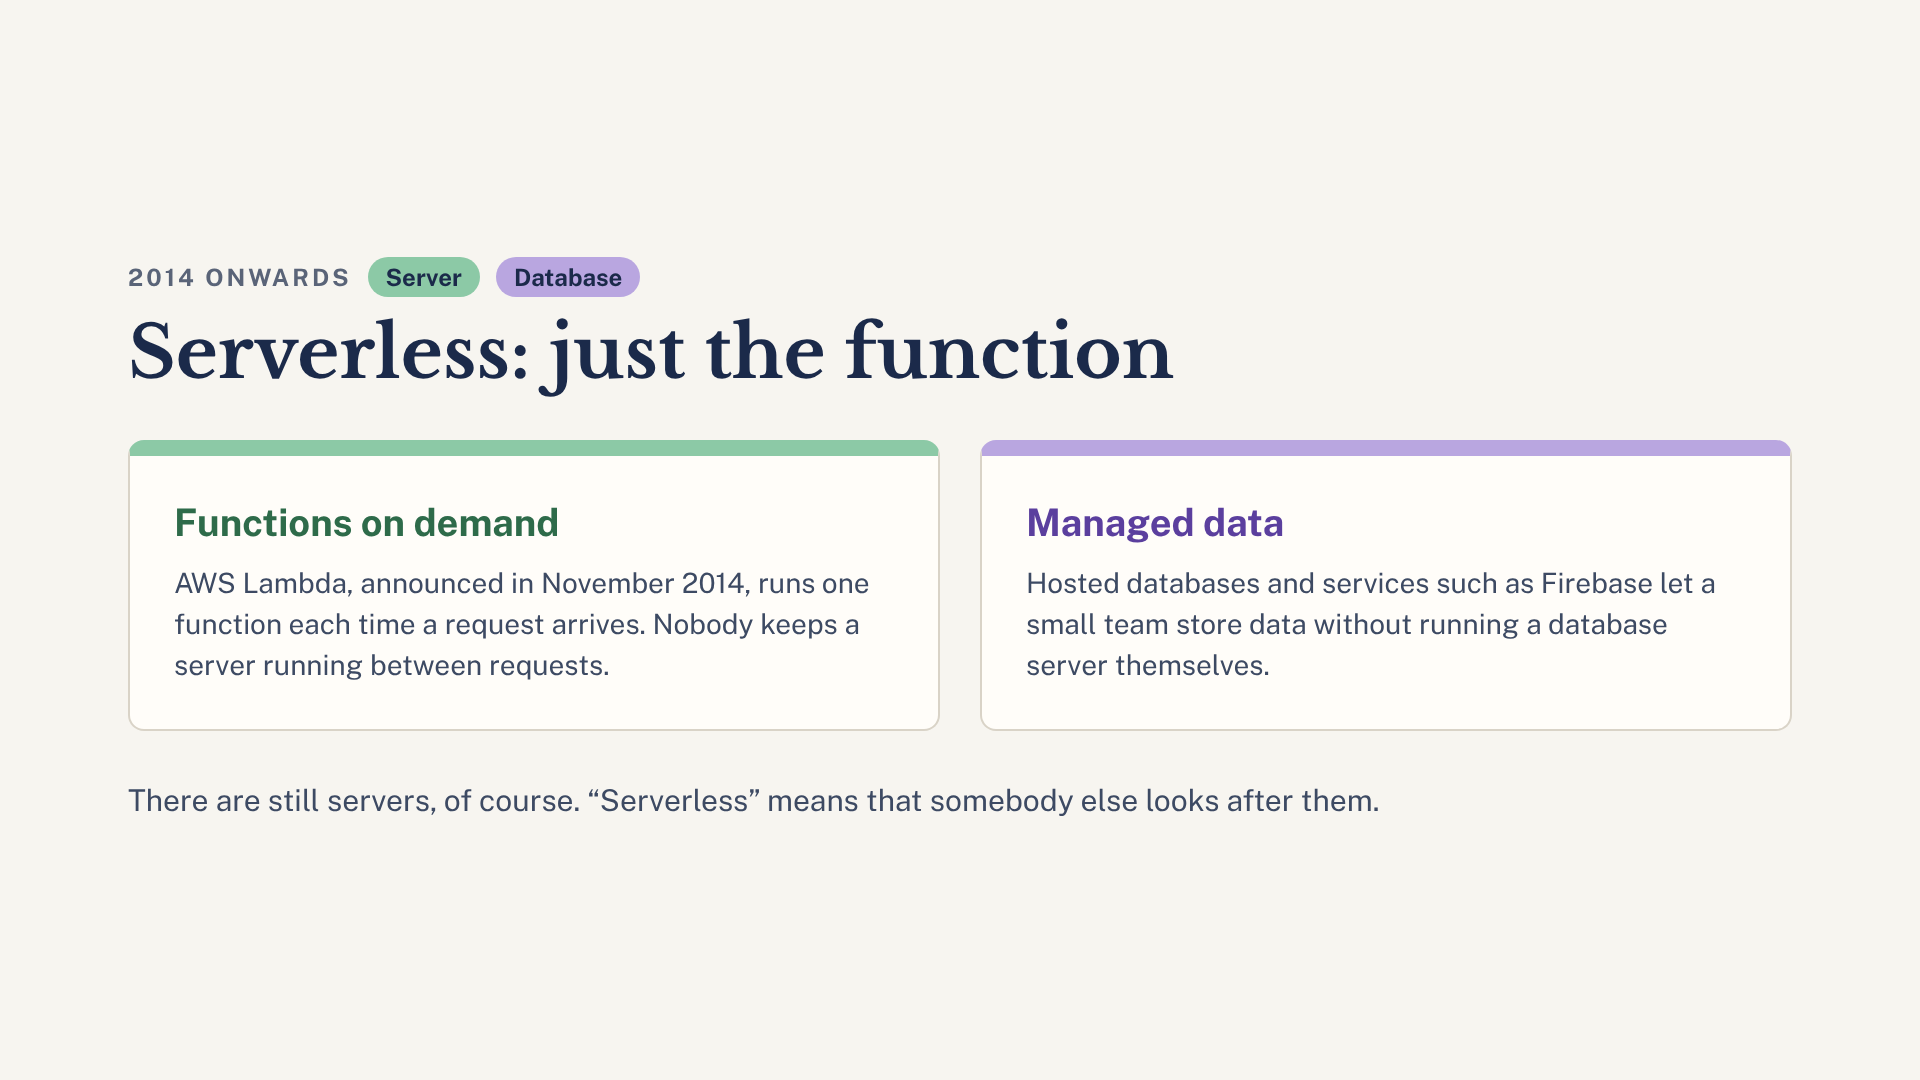 2014 ONWARDS Server Database
Serverless: just the function
Functions on demand
AWS Lambda, announced in November 2014, runs one
function each time a request arrives. Nobody keeps a
server running between requests.
Managed data
Hosted databases and services such as Firebase let a
small team store data without running a database
server themselves.
There are still servers, of course. “Serverless” means that somebody else looks after them.